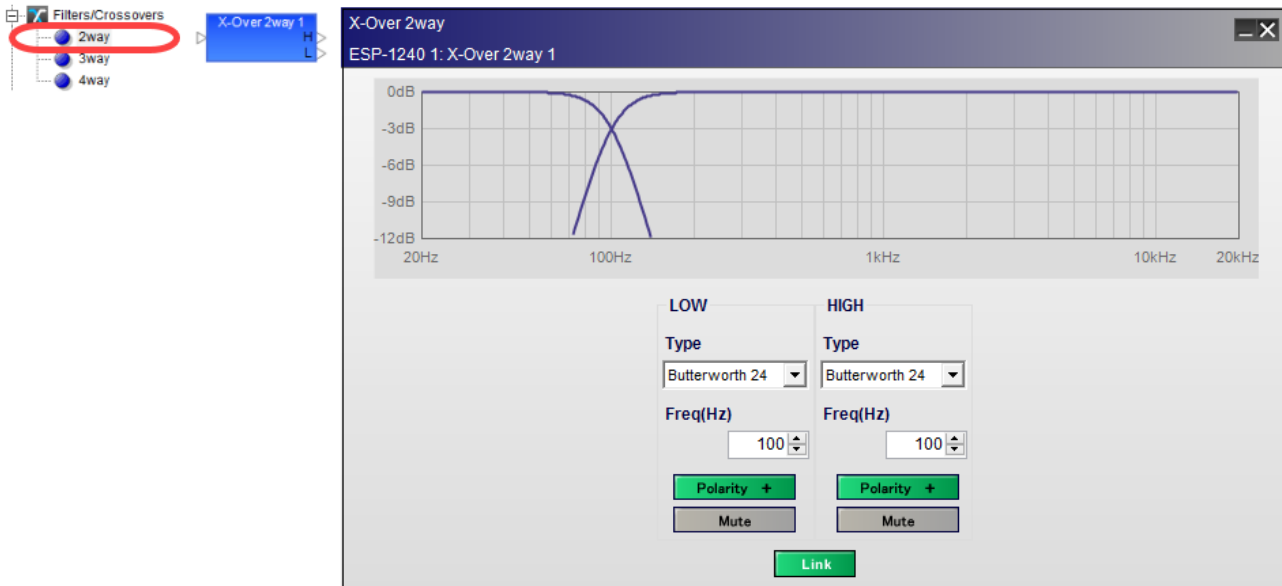 Filters/Crossovers
2way
3way
4way
X-Over 2way 1
H
L
X-Over 2way
ESP-1240 1: X-Over 2way 1
0dB
-3dB
-6dB
-9dB
-12dB
20Hz 100Hz 1kHz 10kHz 20kHz
LOW HIGH
Type Type
Butterworth 24 Butterworth 24
Freq(Hz) Freq(Hz)
100 100
Polarity + Polarity +
Mute Mute
Link